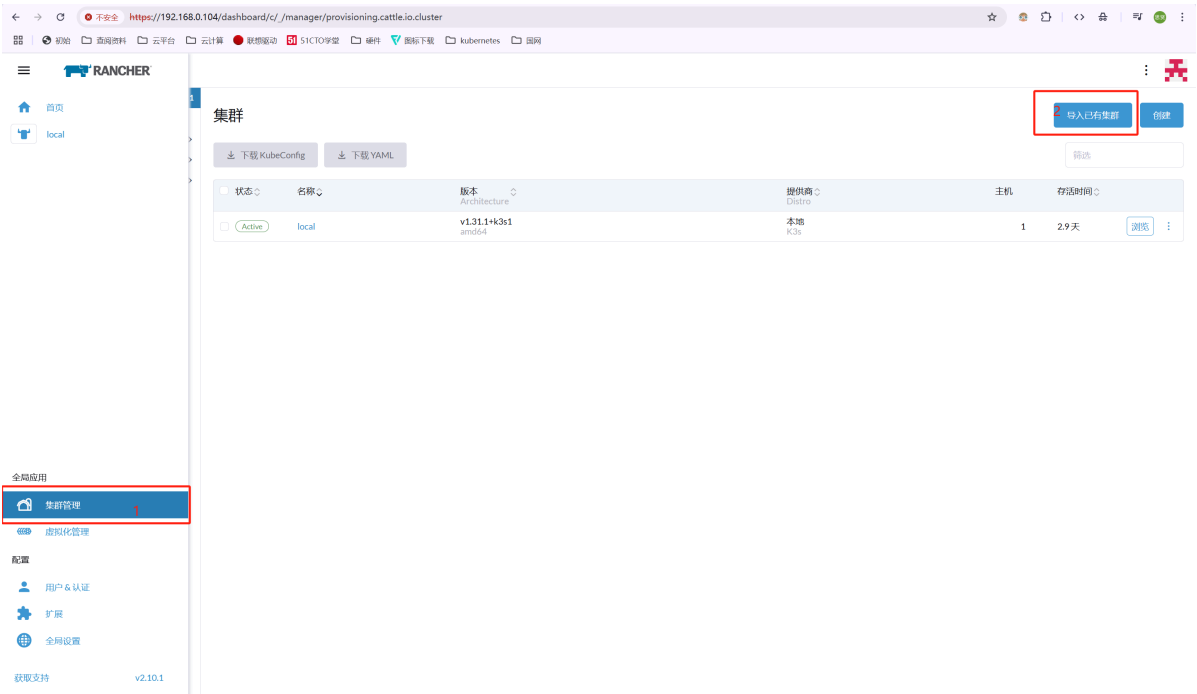 不安全 https://192.168.0.104/dashboard/c/_/manager/provisioning.cattle.io.cluster
初始 查阅资料 云平台 云计算 联想驱动 51 51CTO学堂 硬件 图标下载 kubernetes 国网
RANCHER
首页
local
1
集群
2 导入已有集群 创建
下载 KubeConfig 下载 YAML 筛选
状态 名称 版本 提供商 主机 存活时间
Architecture Distro
Active local v1.31.1+k3s1 本地 1 2.9 天 浏览
amd64 K3s
全局应用
集群管理 1
虚拟化管理
配置
用户 & 认证
扩展
全局设置
获取支持 v2.10.1